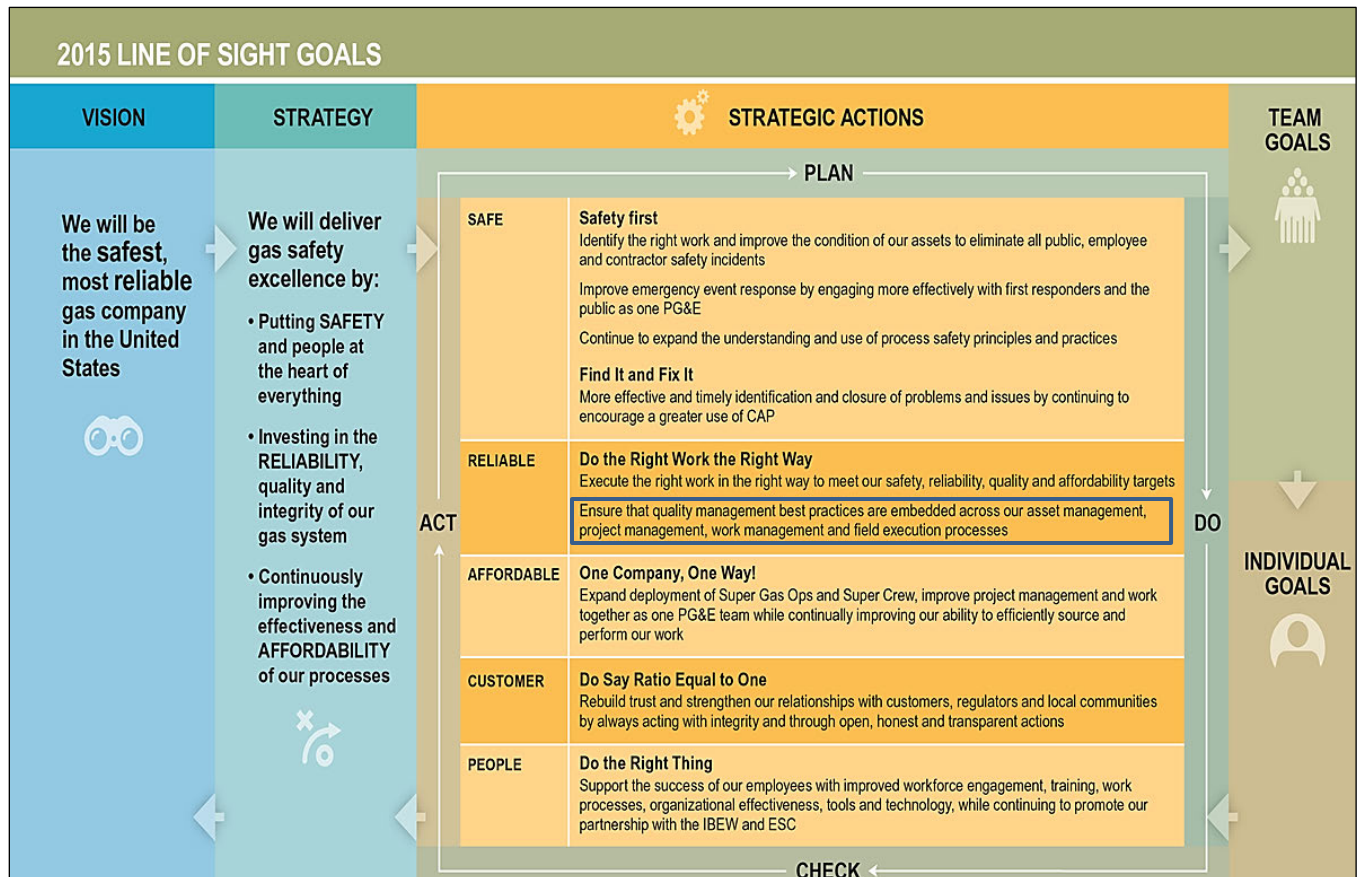 2015 LINE OF SIGHT GOALS
VISION
We will be
the safest,
most reliable
gas company
in the United
States
STRATEGY
We will deliver
gas safety
excellence by:
• Putting SAFETY
and people at
the heart of
everything
• Investing in the
RELIABILITY,
quality and
integrity of our
gas system
• Continuously
improving the
effectiveness and
AFFORDABILITY
of our processes
STRATEGIC ACTIONS
PLAN
SAFE
Safety first
Identify the right work and improve the condition of our assets to eliminate all public, employee
and contractor safety incidents
Improve emergency event response by engaging more effectively with first responders and the
public as one PG&E
Continue to expand the understanding and use of process safety principles and practices
Find It and Fix It
More effective and timely identification and closure of problems and issues by continuing to
encourage a greater use of CAP
RELIABLE
Do the Right Work the Right Way
Execute the right work in the right way to meet our safety, reliability, quality and affordability targets
Ensure that quality management best practices are embedded across our asset management,
project management, work management and field execution processes
AFFORDABLE
One Company, One Way!
Expand deployment of Super Gas Ops and Super Crew, improve project management and work
together as one PG&E team while continually improving our ability to efficiently source and
perform our work
CUSTOMER
Do Say Ratio Equal to One
Rebuild trust and strengthen our relationships with customers, regulators and local communities
by always acting with integrity and through open, honest and transparent actions
PEOPLE
Do the Right Thing
Support the success of our employees with improved workforce engagement, training, work
processes, organizational effectiveness, tools and technology, while continuing to promote our
partnership with the IBEW and ESC
DO
CHECK
ACT
TEAM
GOALS
INDIVIDUAL
GOALS